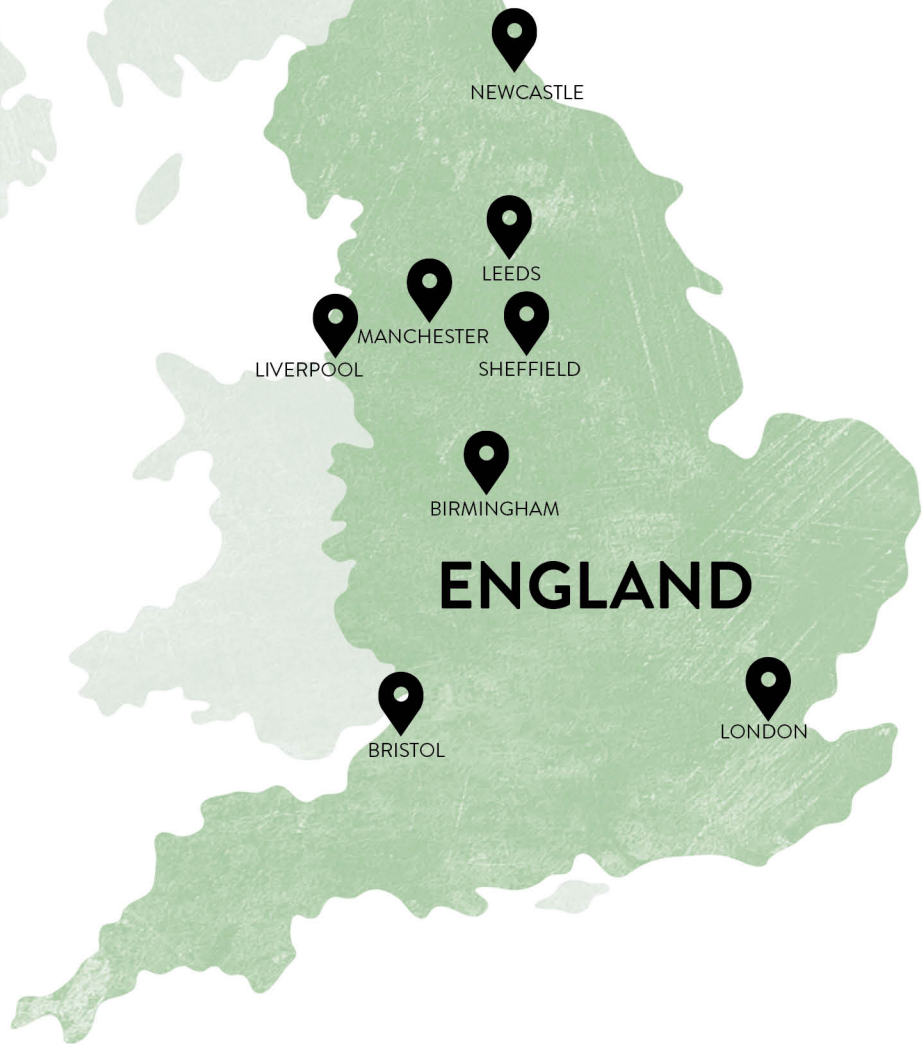 NEWCASTLE
LEEDS
MANCHESTER
LIVERPOOL
SHEFFIELD
BIRMINGHAM
ENGLAND
LONDON
BRISTOL